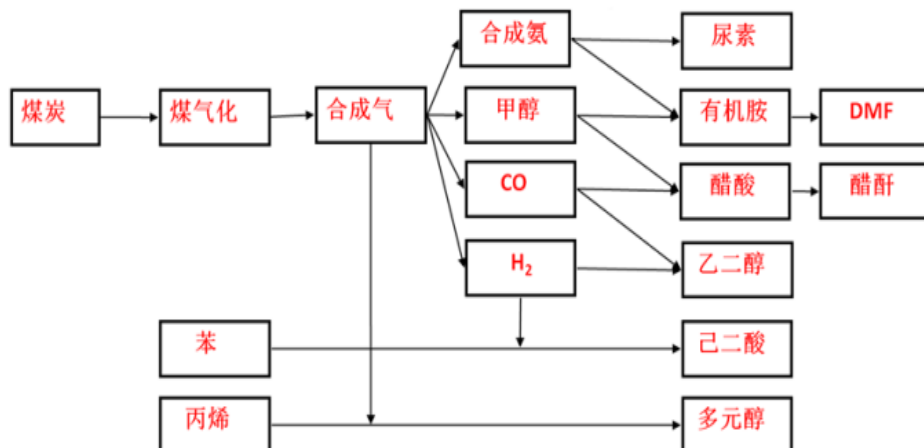 合成氨
尿素
煤炭
煤气化
合成气
甲醇
有机胺
DMF
CO
醋酸
醋酐
H₂
乙二醇
苯
己二酸
丙烯
多元醇